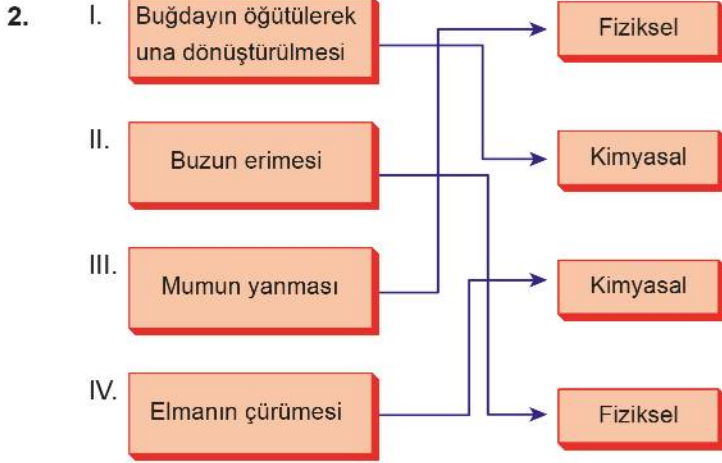 2.
I. Buğdayın öğütülerek
una dönüştürülmesi
Fiziksel
II. Buzun erimesi
Kimyasal
III. Mumun yanması
Kimyasal
IV. Elmanın çürümesi
Fiziksel